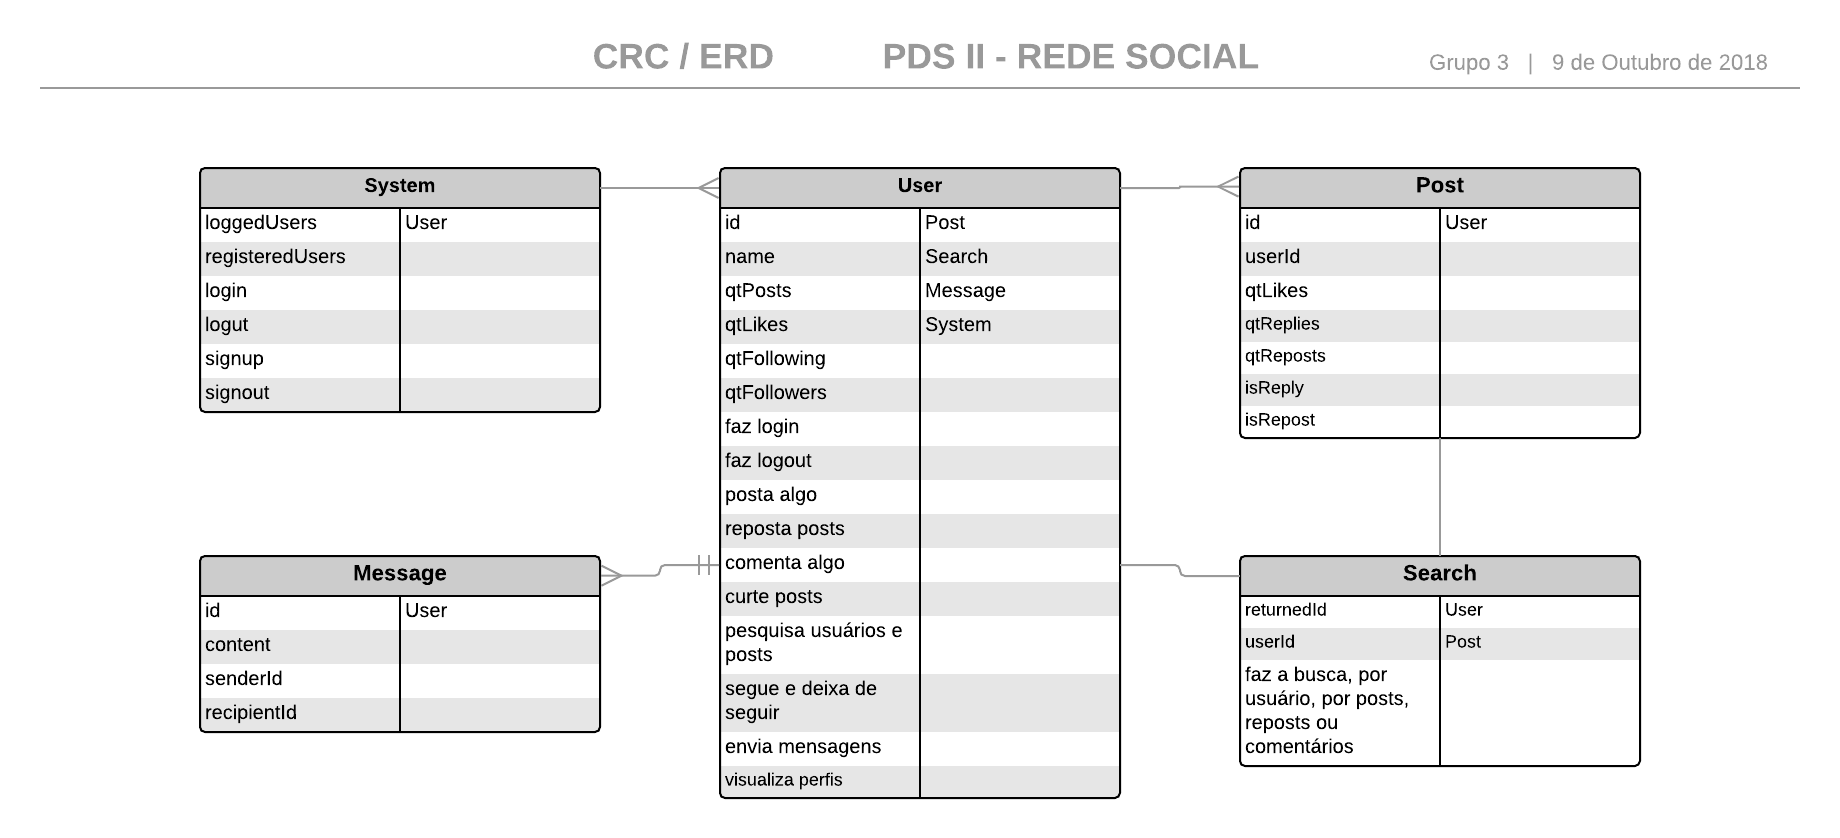 CRC / ERD PDS II - REDE SOCIAL Grupo 3 | 9 de Outubro de 2018
System
loggedUsers User
registeredUsers
login
logut
signup
signout
User
id Post
name Search
qtPosts Message
qtLikes System
qtFollowing
qtFollowers
faz login
faz logout
posta algo
reposta posts
comenta algo
curte posts
pesquisa usuários e
posts
segue e deixa de
seguir
envia mensagens
visualiza perfis
Post
id User
userId
qtLikes
qtReplies
qtReposts
isReply
isRepost
Message
id User
content
senderId
recipientId
Search
returnedId User
userId Post
faz a busca, por
usuário, por posts,
reposts ou
comentários